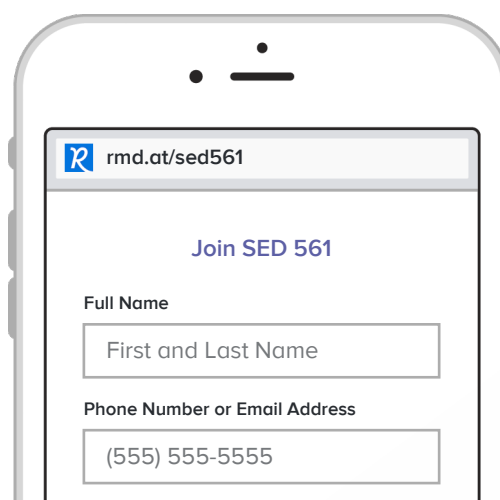 R rmd.at/sed561
Join SED 561
Full Name
First and Last Name
Phone Number or Email Address
(555) 555-5555